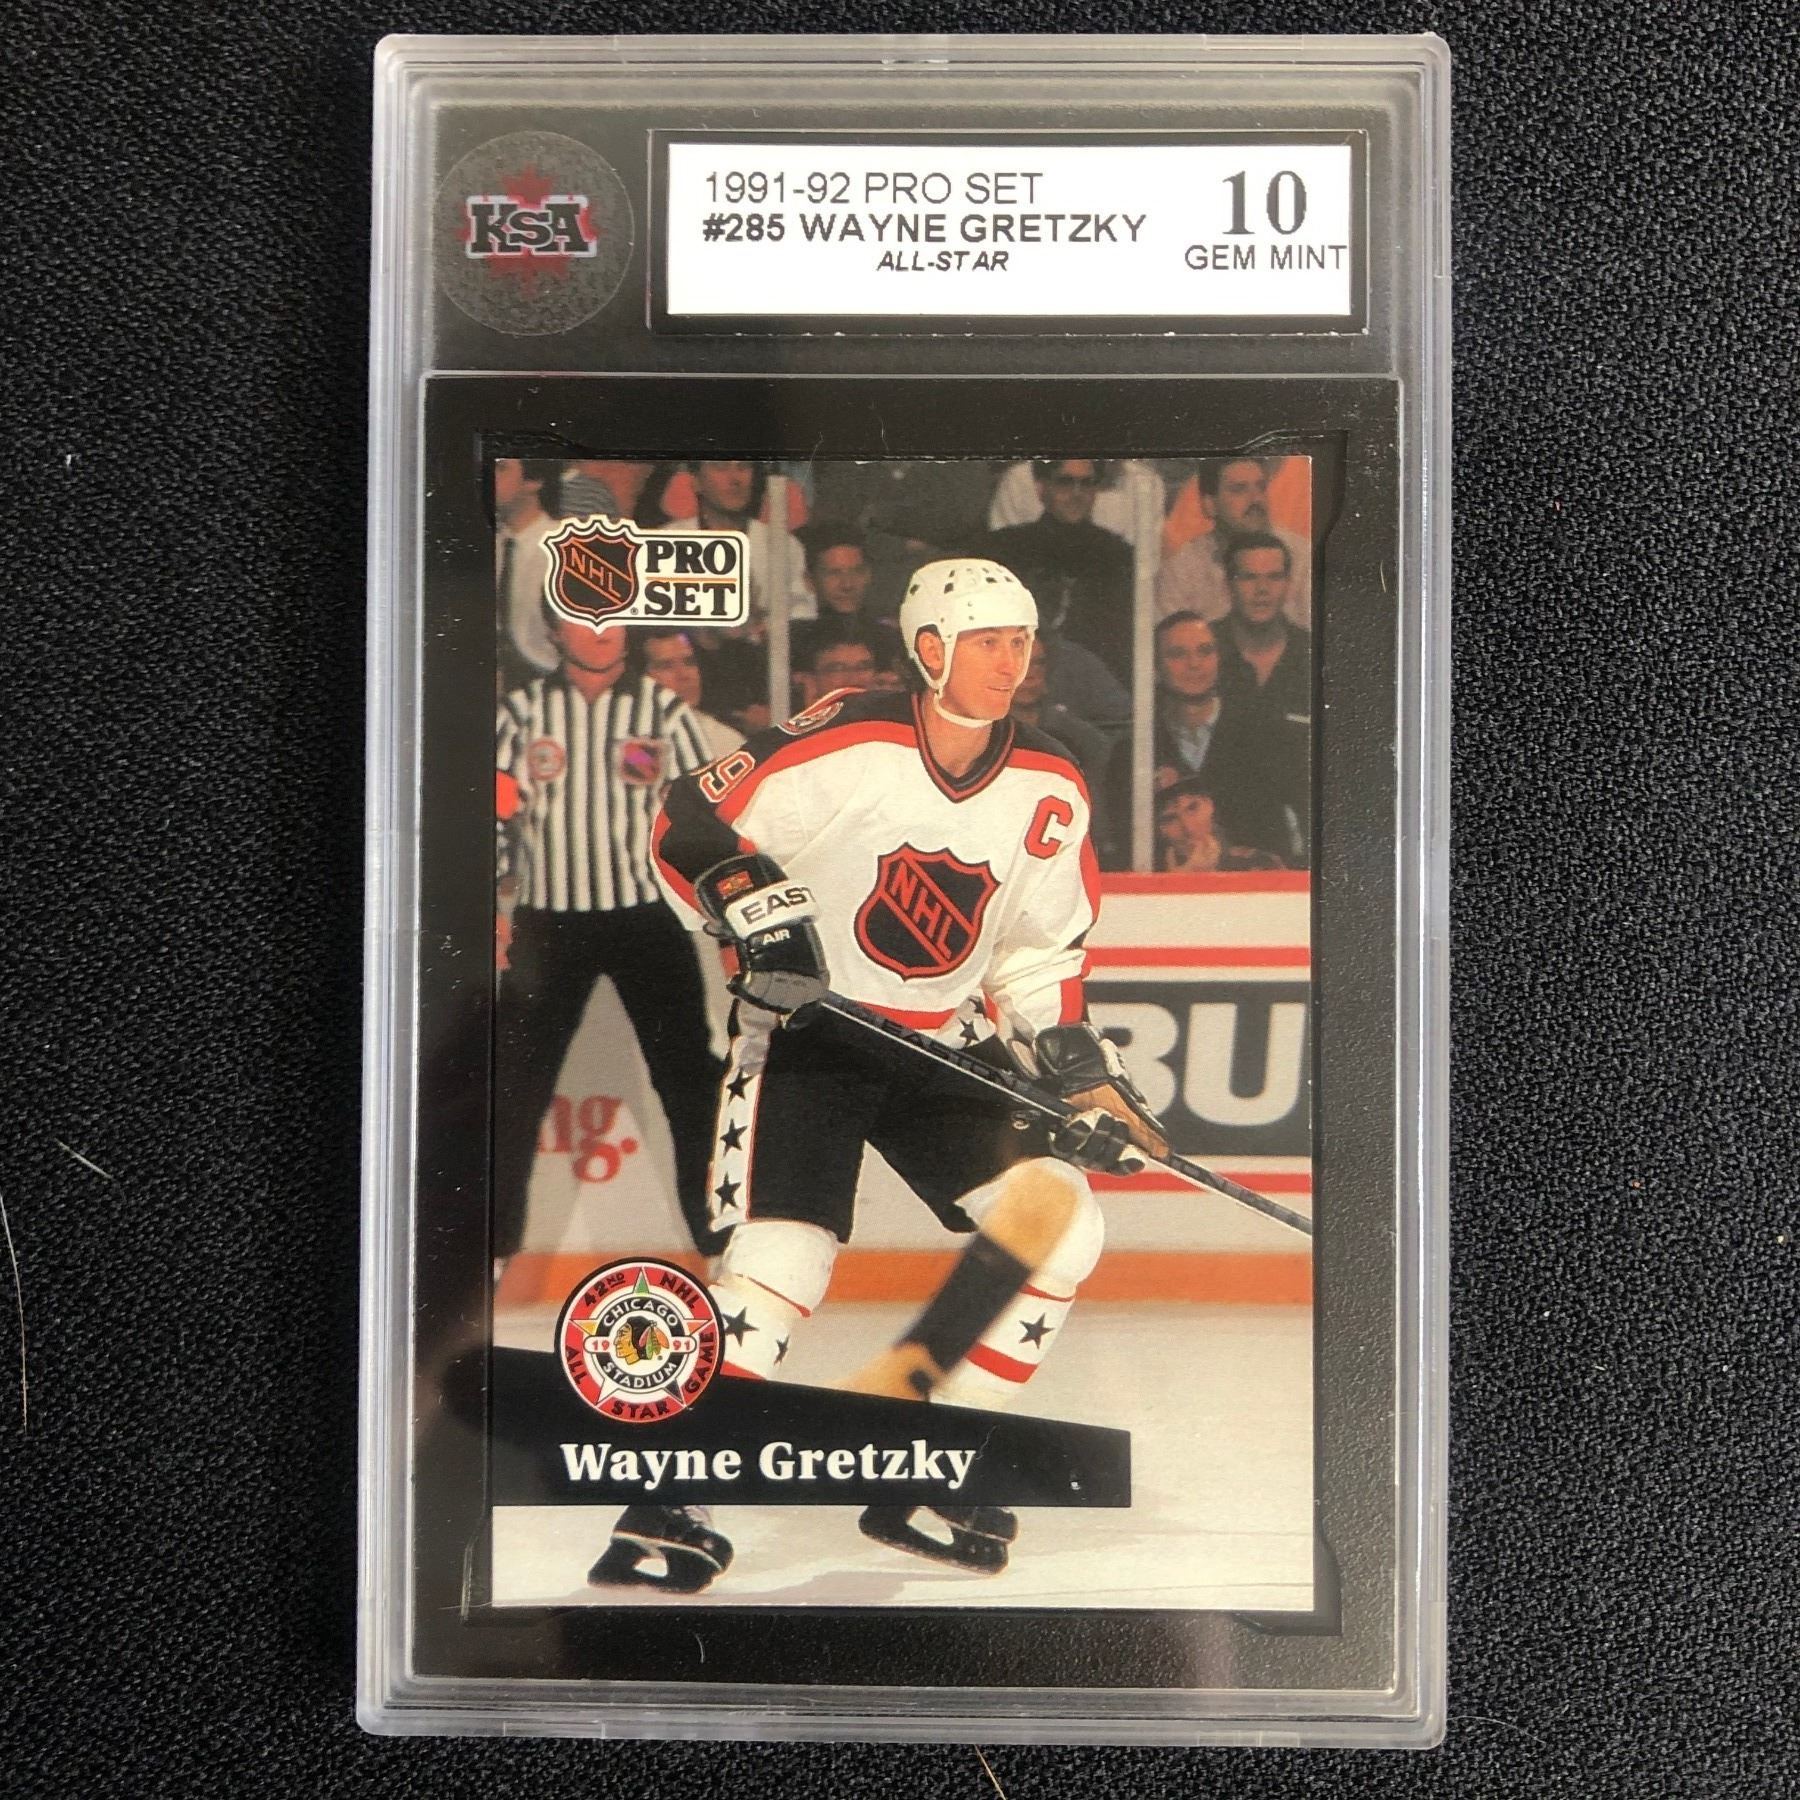 KSA
1991-92 PRO SET
#285 WAYNE GRETZKY
ALL-STAR
10
GEM MINT
NHL
PRO
SET
C
NHL
EAST
AIR
EASTON
BU
ng.
42ND NHL
CHICAGO
19 91
STADIUM
ALL STAR GAME
Wayne Gretzky